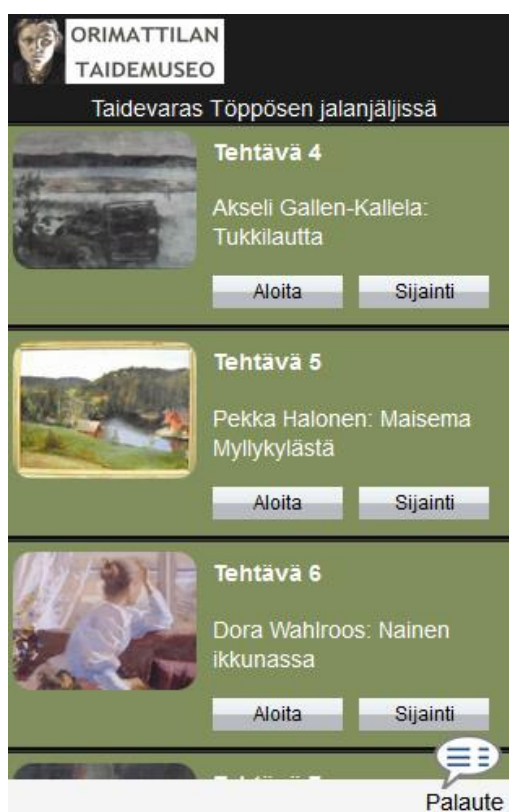 ORIMATTILAN
TAIDEMUSEO
Taidevaras Töppösen jalanjäljissä
Tehtävä 4
Akseli Gallen-Kallela:
Tukkilautta
Aloita Sijainti
Tehtävä 5
Pekka Halonen: Maisema
Myllykylästä
Aloita Sijainti
Tehtävä 6
Dora Wahlroos: Nainen
ikkunassa
Aloita Sijainti
Palaute